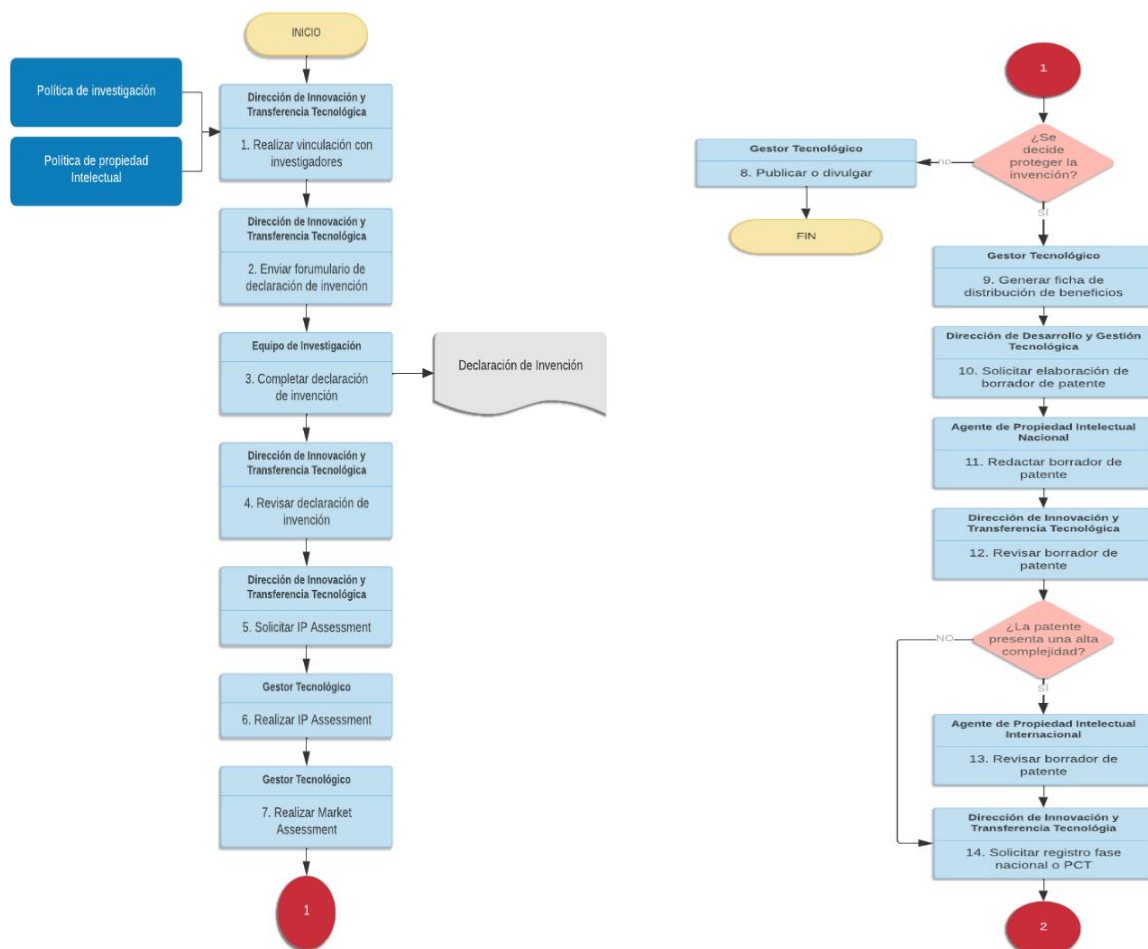 INICIO
Política de investigación
Política de propiedad
Intelectual
Dirección de Innovación y
Transferencia Tecnológica
1. Realizar vinculación con
investigadores
Dirección de Innovación y
Transferencia Tecnológica
2. Enviar forumulario de
declaración de invención
Equipo de Investigación
3. Completar declaración
de invención
Declaración de Invención
Dirección de Innovación y
Transferencia Tecnológica
4. Revisar declaración de
invención
Dirección de Innovación y
Transferencia Tecnológica
5. Solicitar IP Assessment
Gestor Tecnológico
6. Realizar IP Assessment
Gestor Tecnológico
7. Realizar Market
Assessment
1
1
¿Se
decide
proteger la
invención?
no
Gestor Tecnológico
8. Publicar o divulgar
FIN
SÍ
Gestor Tecnológico
9. Generar ficha de
distribución de beneficios
Dirección de Desarrollo y Gestión
Tecnológica
10. Solicitar elaboración de
borrador de patente
Agente de Propiedad Intelectual
Nacional
11. Redactar borrador de
patente
Dirección de Innovación y
Transferencia Tecnológica
12. Revisar borrador de
patente
¿La patente
presenta una alta
complejidad?
NO
SÍ
Agente de Propiedad Intelectual
Internacional
13. Revisar borrador de
patente
Dirección de Innovación y
Transferencia Tecnológia
14. Solicitar registro fase
nacional o PCT
2